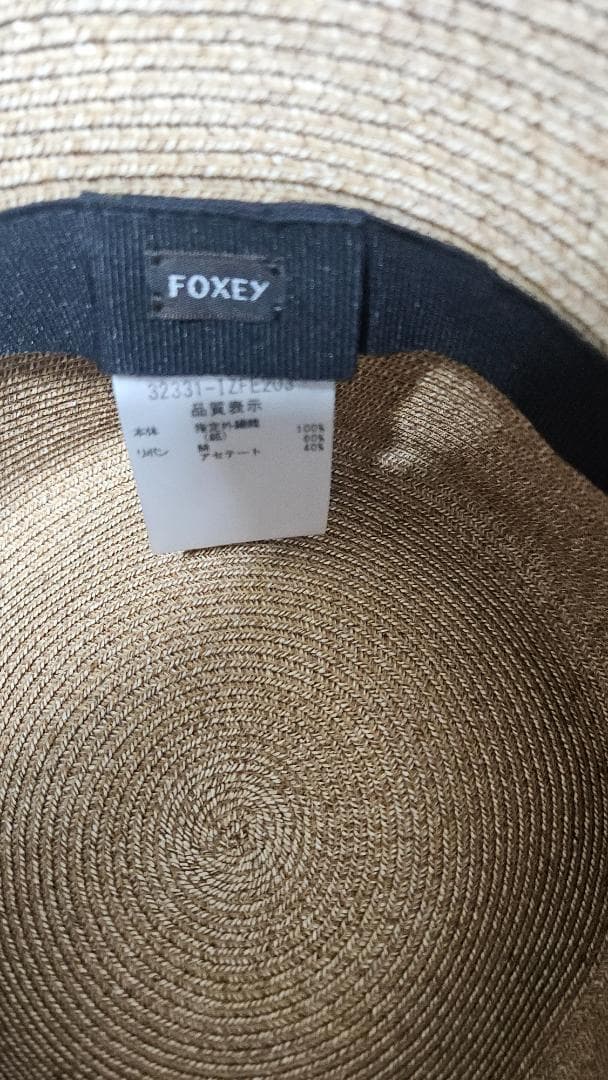 FOXEY
32331-IZFE203
品質表示
本体 指定外繊維 100%
(紙)
リボン 綿 60%
アセテート 40%